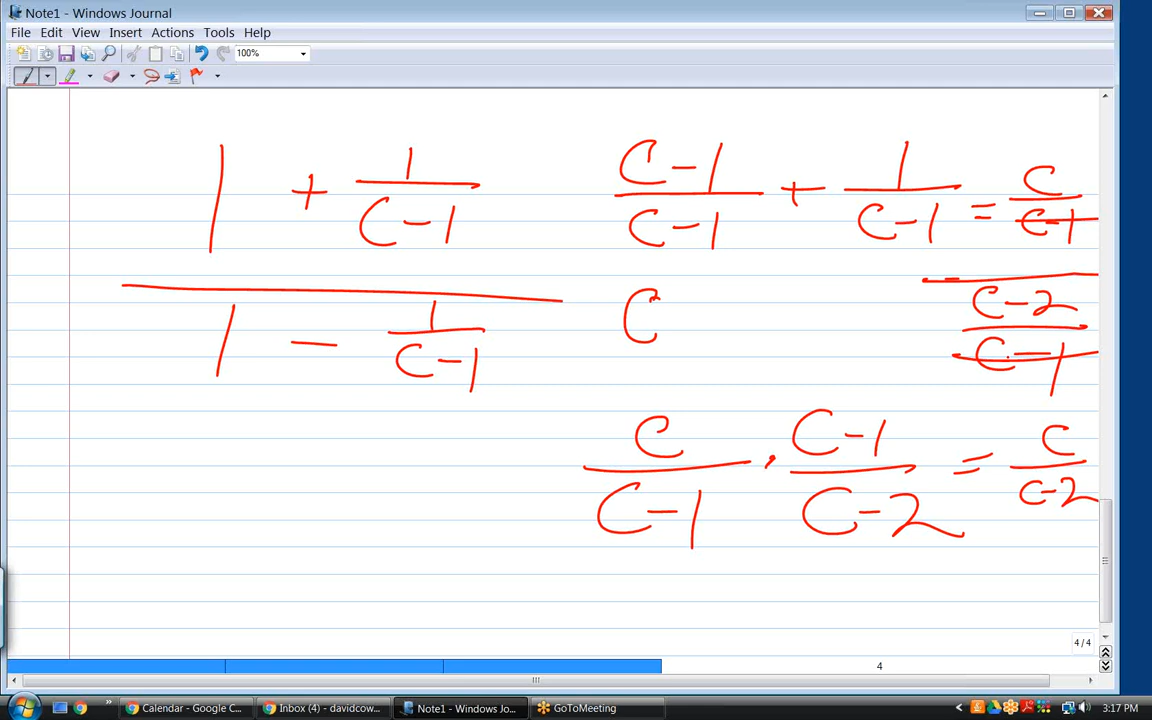 Note1 - Windows Journal
File Edit View Insert Actions Tools Help
100%
1 + 1/(C-1) (C-1)/(C-1) + 1/(C-1) = C/(C-1)
1 - 1/(C-1) C (C-2)/(C-1)
C/(C-1) · (C-1)/(C-2) = C/(C-2)
4/4
4
Calendar - Google C...
Inbox (4) - davidcow...
Note1 - Windows Jo...
GoToMeeting
3:17 PM